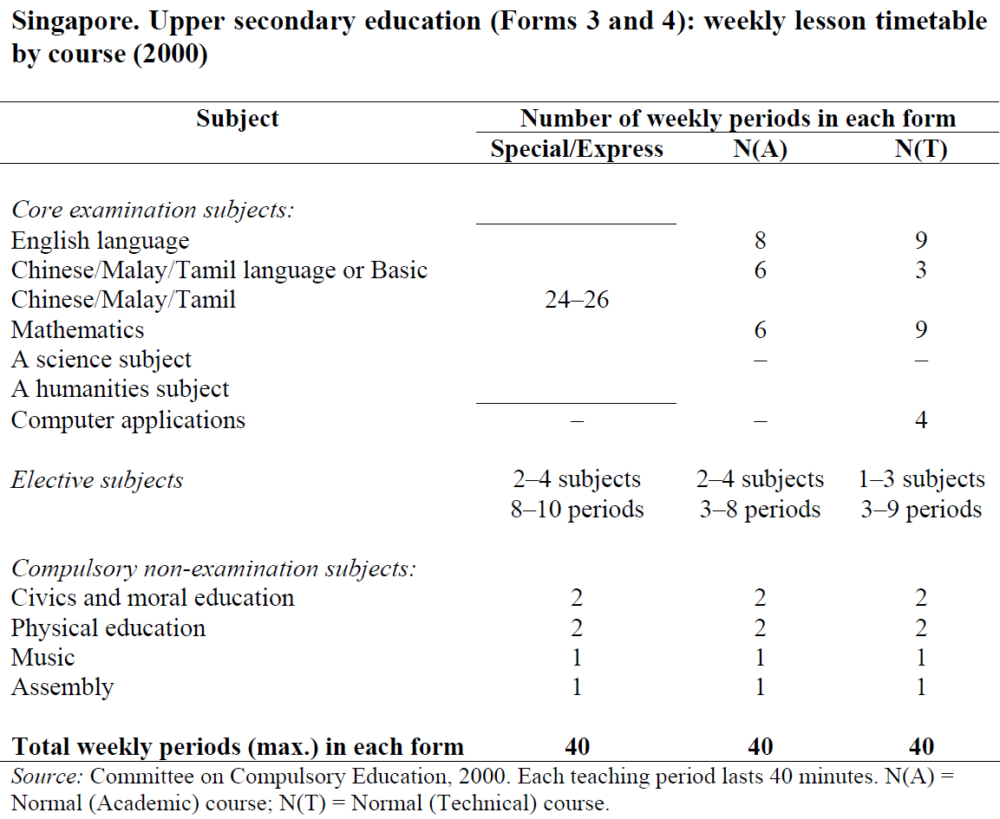 Singapore. Upper secondary education (Forms 3 and 4): weekly lesson timetable
by course (2000)
Subject Number of weekly periods in each form
Special/Express N(A) N(T)
Core examination subjects:
English language 8 9
Chinese/Malay/Tamil language or Basic 6 3
Chinese/Malay/Tamil 24–26
Mathematics 6 9
A science subject – –
A humanities subject
Computer applications – – 4
Elective subjects 2–4 subjects 2–4 subjects 1–3 subjects
8–10 periods 3–8 periods 3–9 periods
Compulsory non-examination subjects:
Civics and moral education 2 2 2
Physical education 2 2 2
Music 1 1 1
Assembly 1 1 1
Total weekly periods (max.) in each form 40 40 40
Source: Committee on Compulsory Education, 2000. Each teaching period lasts 40 minutes. N(A) =
Normal (Academic) course; N(T) = Normal (Technical) course.